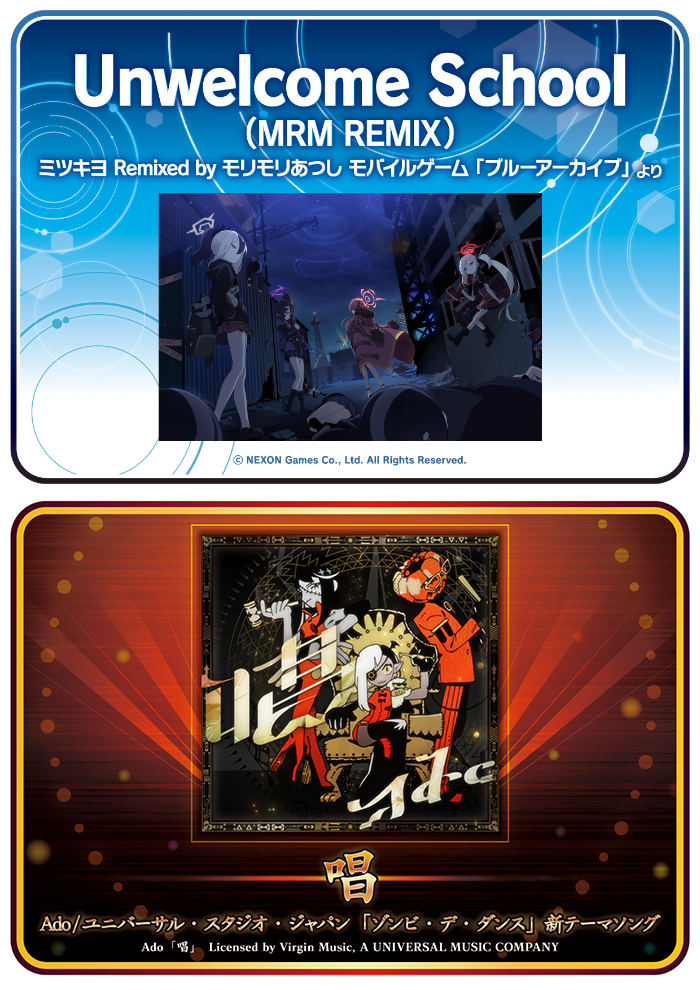 Unwelcome School
（MRM REMIX）
ミツキヨ Remixed by モリモリあつし モバイルゲーム「ブルーアーカイブ」より
© NEXON Games Co., Ltd. All Rights Reserved.
唱
Ado
唱
Ado/ユニバーサル・スタジオ・ジャパン「ゾンビ・デ・ダンス」新テーマソング
Ado「唱」 Licensed by Virgin Music, A UNIVERSAL MUSIC COMPANY